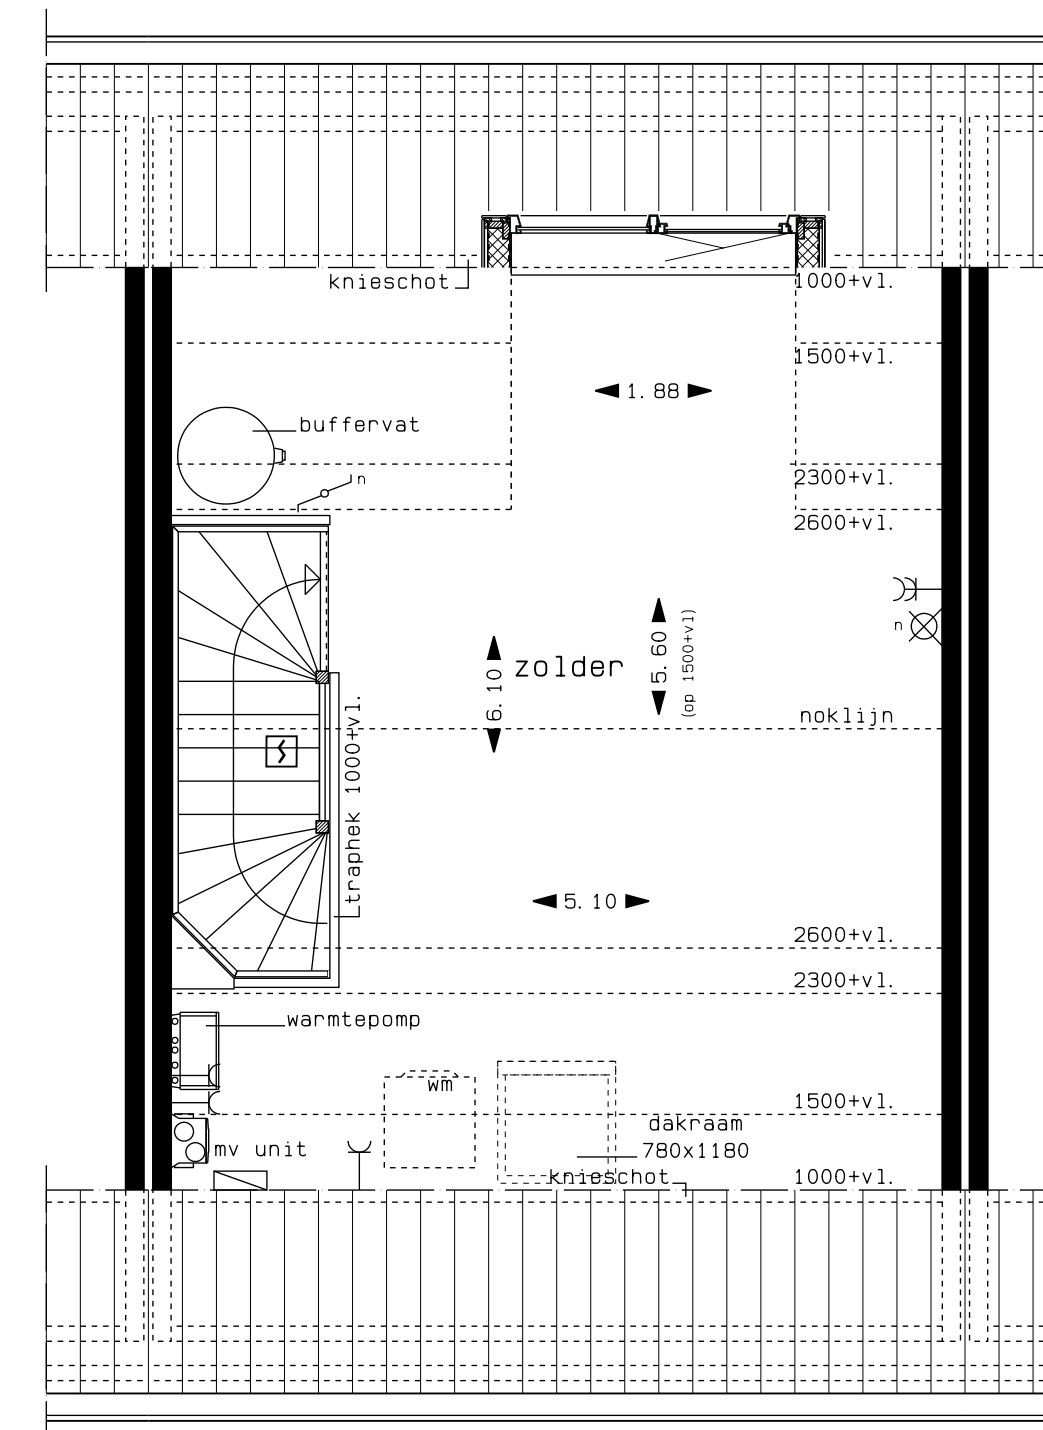 knieschot
1000+vl.
1500+vl.
1.88
buffervat
n
2300+vl.
2600+vl.
n
zolder
6.10
5.60
(op 1500+vl)
noklijn
traphek 1000+vl.
5.10
2600+vl.
2300+vl.
warmtepomp
wm
1500+vl.
dakraam
780x1180
mv unit
knieschot
1000+vl.